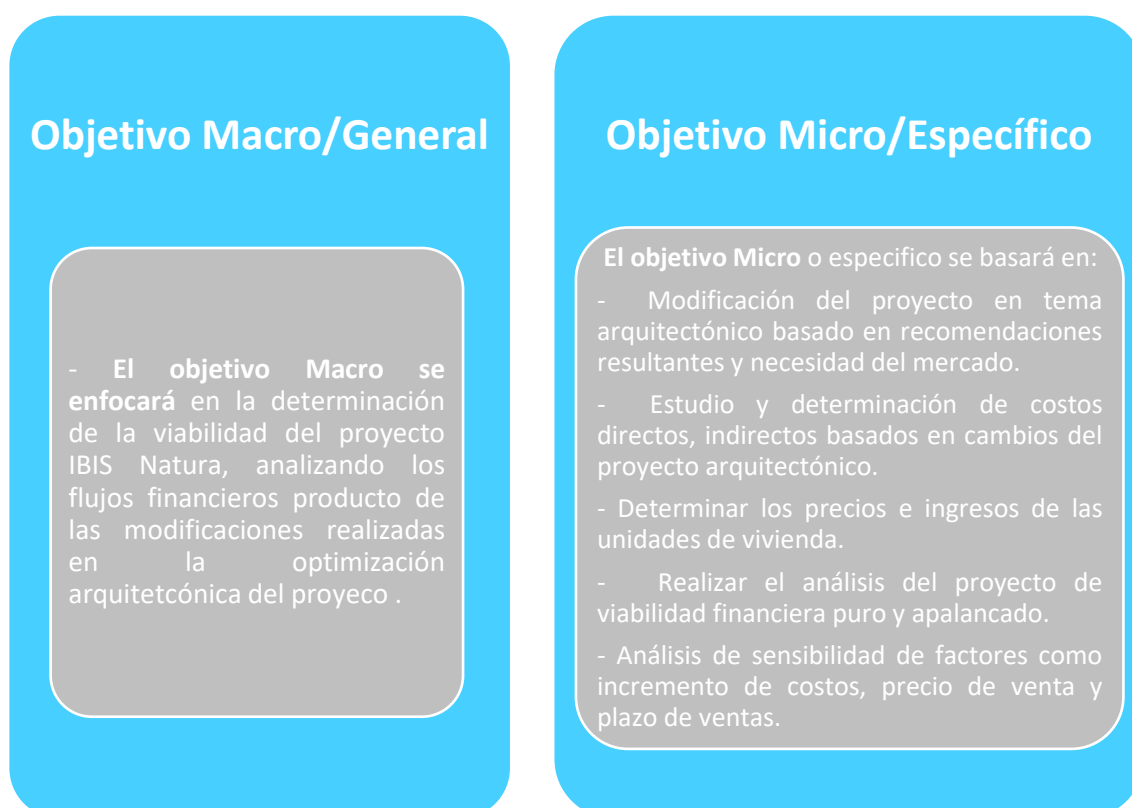 Objetivo Macro/General
- El objetivo Macro se
enfocará en la determinación
de la viabilidad del proyecto
IBIS Natura, analizando los
flujos financieros producto de
las modificaciones realizadas
en la optimización
arquitetcónica del proyeco .
Objetivo Micro/Específico
El objetivo Micro o especifico se basará en:
- Modificación del proyecto en tema
arquitectónico basado en recomendaciones
resultantes y necesidad del mercado.
- Estudio y determinación de costos
directos, indirectos basados en cambios del
proyecto arquitectónico.
- Determinar los precios e ingresos de las
unidades de vivienda.
- Realizar el análisis del proyecto de
viabilidad financiera puro y apalancado.
- Análisis de sensibilidad de factores como
incremento de costos, precio de venta y
plazo de ventas.